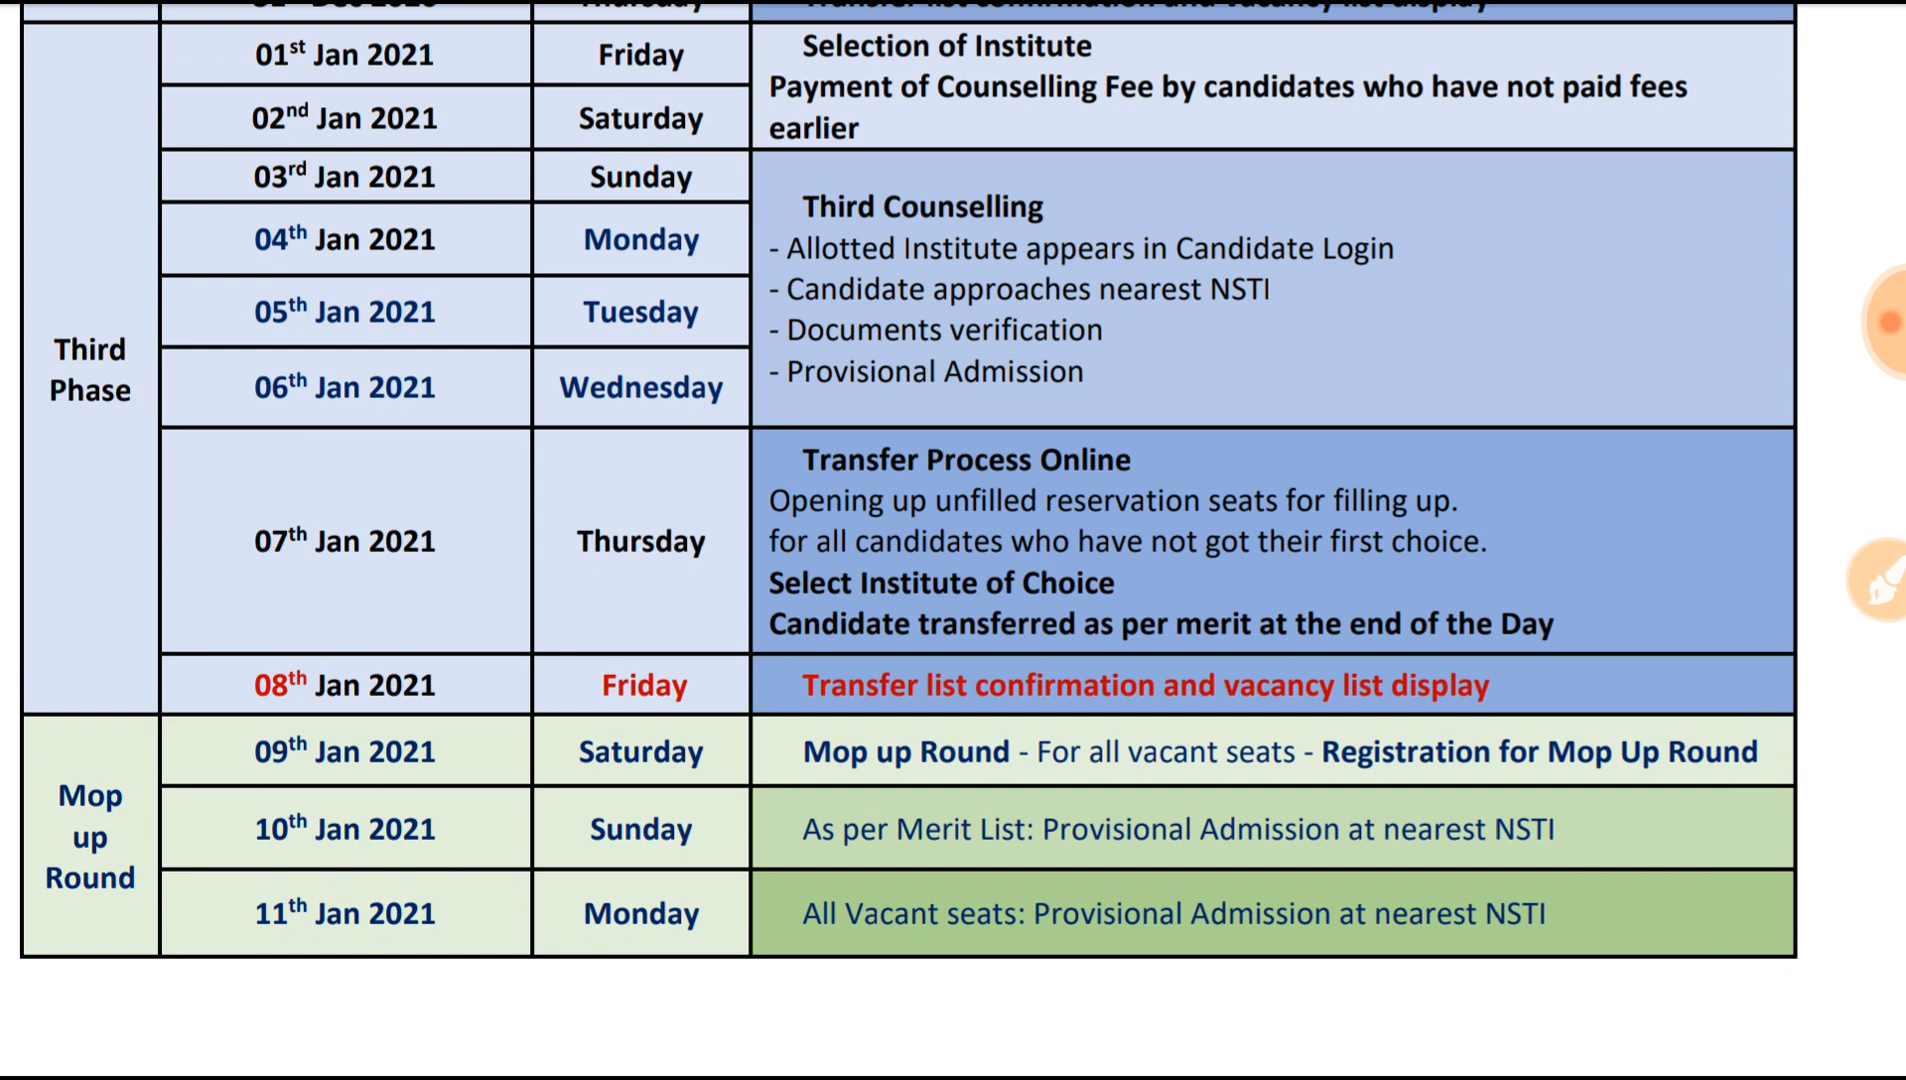 Thursday
Transfer list confirmation and vacancy list display
Third
Phase
01st Jan 2021
Friday
Selection of Institute
Payment of Counselling Fee by candidates who have not paid fees
earlier
02nd Jan 2021
Saturday
03rd Jan 2021
Sunday
Third Counselling
- Allotted Institute appears in Candidate Login
- Candidate approaches nearest NSTI
- Documents verification
- Provisional Admission
04th Jan 2021
Monday
05th Jan 2021
Tuesday
06th Jan 2021
Wednesday
07th Jan 2021
Thursday
Transfer Process Online
Opening up unfilled reservation seats for filling up.
for all candidates who have not got their first choice.
Select Institute of Choice
Candidate transferred as per merit at the end of the Day
08th Jan 2021
Friday
Transfer list confirmation and vacancy list display
Mop
up
Round
09th Jan 2021
Saturday
Mop up Round - For all vacant seats - Registration for Mop Up Round
10th Jan 2021
Sunday
As per Merit List: Provisional Admission at nearest NSTI
11th Jan 2021
Monday
All Vacant seats: Provisional Admission at nearest NSTI